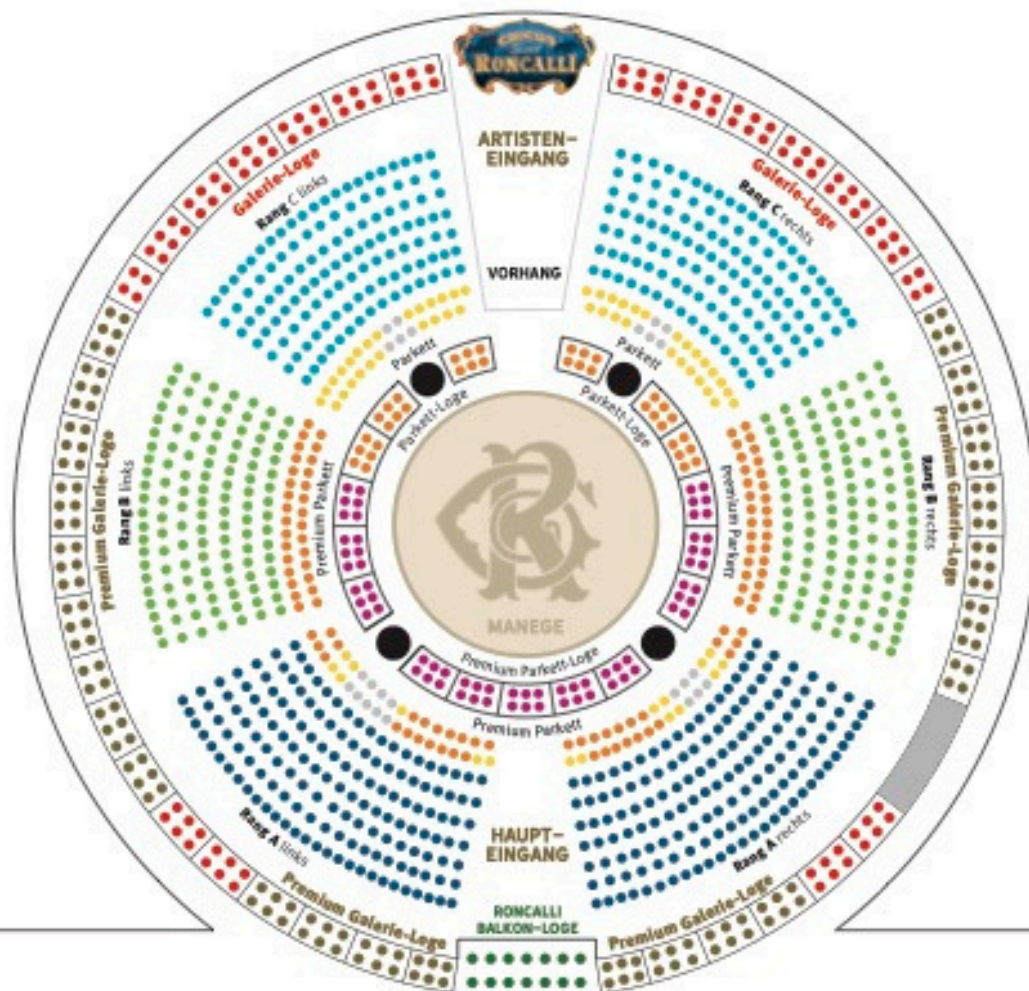 CIRCUS
RONCALLI
ARTISTEN-
EINGANG
VORHANG
Galerie-Loge
Rang C links
Galerie-Loge
Rang C rechts
Parkett
Parkett-Loge
Parkett
Parkett-Loge
Premium Galerie-Loge
Rang B links
Premium Parkett
Premium Parkett
Rang B rechts
Premium Galerie-Loge
MANEGE
Premium Parkett-Loge
Premium Parkett
Rang A links
HAUPT-
EINGANG
Rang A rechts
Premium Galerie-Loge
RONCALLI
BALKON-LOGE
Premium Galerie-Loge